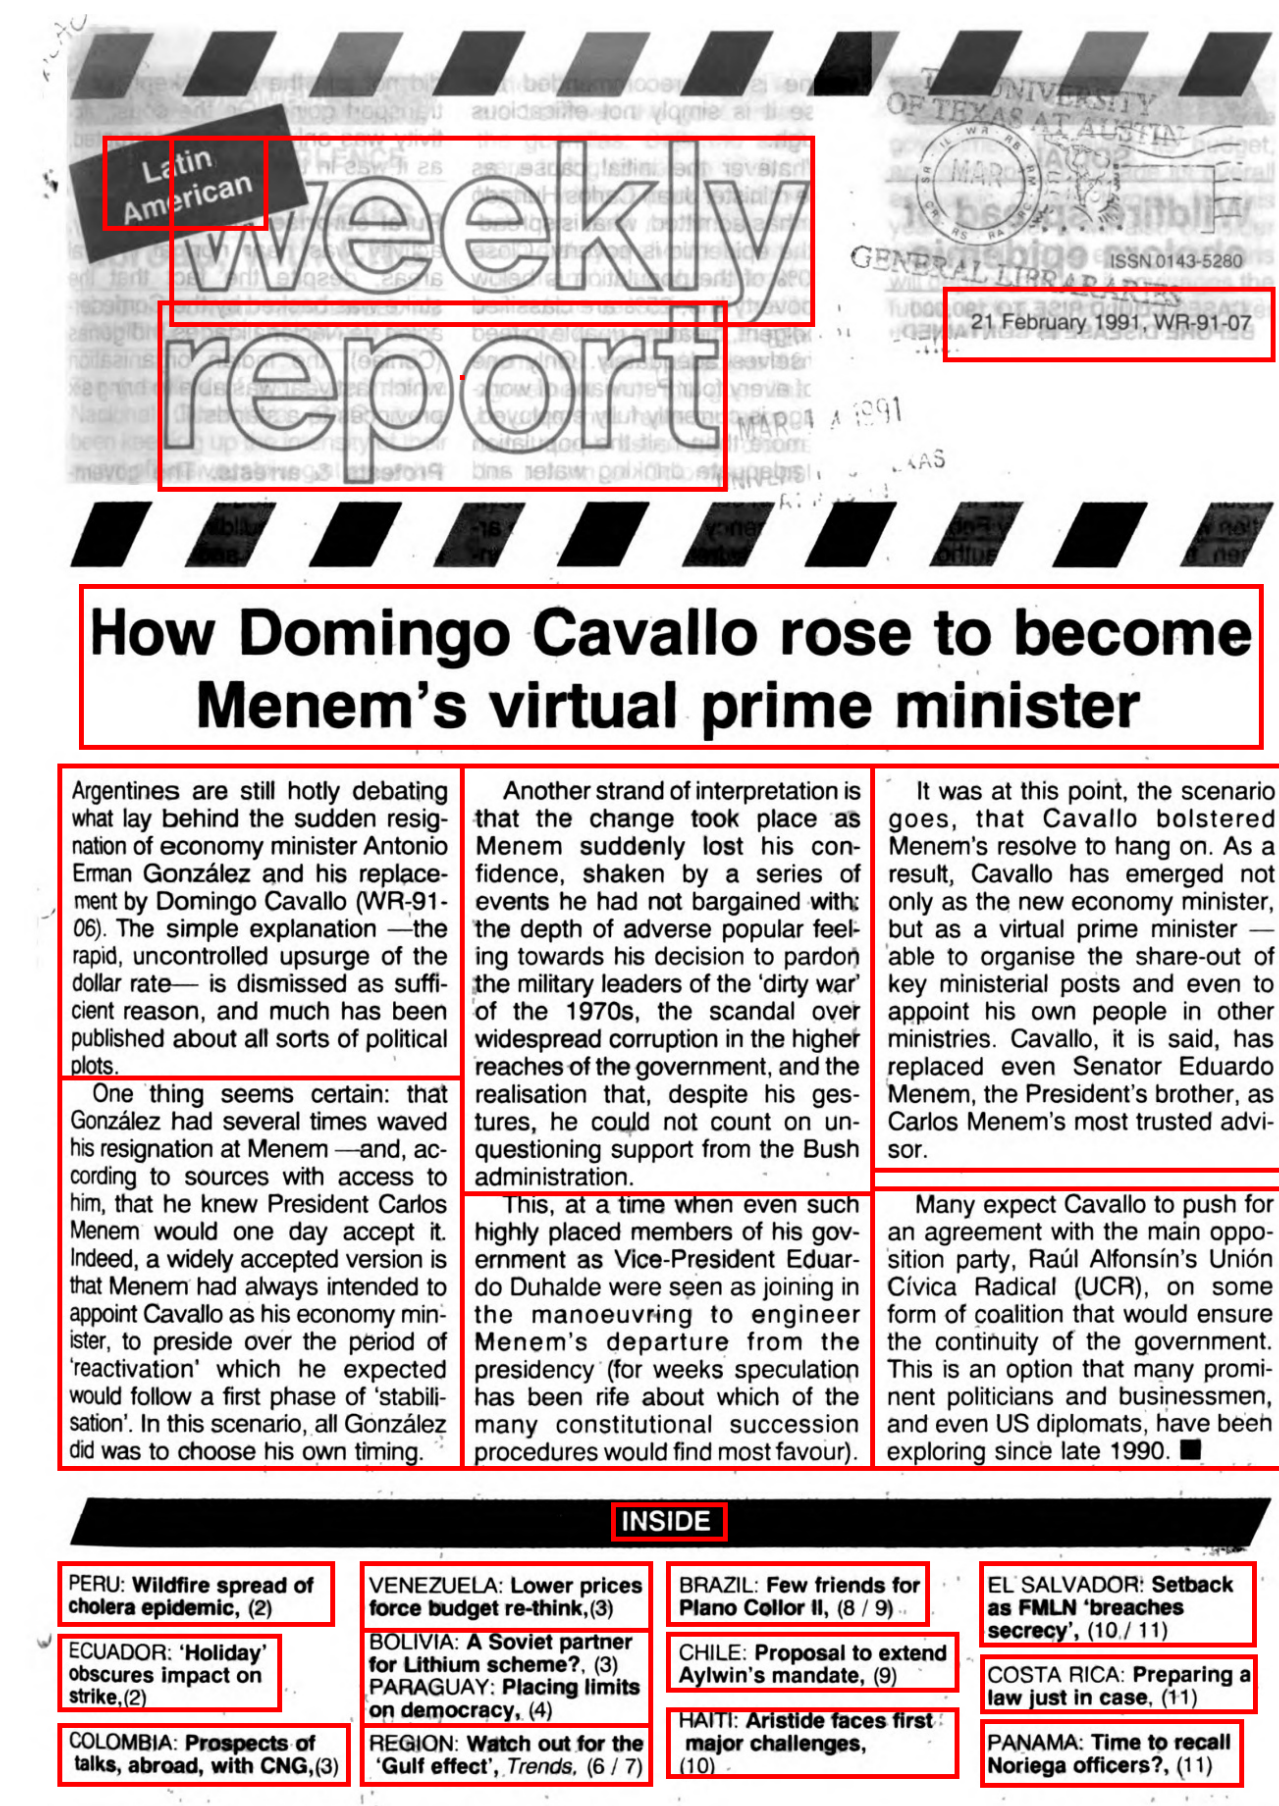 Latin
American
weekly
report
THE UNIVERSITY
OF TEXAS AT AUSTIN
MAR
GENERAL LIBRARIES
ISSN 0143-5280
21 February 1991, WR-91-07
MAR 1991
How Domingo Cavallo rose to become
Menem's virtual prime minister
Argentines are still hotly debating
what lay behind the sudden resig-
nation of economy minister Antonio
Erman González and his replace-
ment by Domingo Cavallo (WR-91-
06). The simple explanation —the
rapid, uncontrolled upsurge of the
dollar rate— is dismissed as suffi-
cient reason, and much has been
published about all sorts of political
plots.
One thing seems certain: that
González had several times waved
his resignation at Menem —and, ac-
cording to sources with access to
him, that he knew President Carlos
Menem would one day accept it.
Indeed, a widely accepted version is
that Menem had always intended to
appoint Cavallo as his economy min-
ister, to preside over the period of
'reactivation' which he expected
would follow a first phase of 'stabili-
sation'. In this scenario, all González
did was to choose his own timing.
Another strand of interpretation is
that the change took place as
Menem suddenly lost his con-
fidence, shaken by a series of
events he had not bargained with:
the depth of adverse popular feel-
ing towards his decision to pardon
the military leaders of the 'dirty war'
of the 1970s, the scandal over
widespread corruption in the higher
reaches of the government, and the
realisation that, despite his ges-
tures, he could not count on un-
questioning support from the Bush
administration.
This, at a time when even such
highly placed members of his gov-
ernment as Vice-President Eduar-
do Duhalde were seen as joining in
the manoeuvring to engineer
Menem's departure from the
presidency (for weeks speculation
has been rife about which of the
many constitutional succession
procedures would find most favour).
It was at this point, the scenario
goes, that Cavallo bolstered
Menem's resolve to hang on. As a
result, Cavallo has emerged not
only as the new economy minister,
but as a virtual prime minister —
able to organise the share-out of
key ministerial posts and even to
appoint his own people in other
ministries. Cavallo, it is said, has
replaced even Senator Eduardo
Menem, the President's brother, as
Carlos Menem's most trusted advi-
sor.
Many expect Cavallo to push for
an agreement with the main oppo-
sition party, Raúl Alfonsín's Unión
Cívica Radical (UCR), on some
form of coalition that would ensure
the continuity of the government.
This is an option that many promi-
nent politicians and businessmen,
and even US diplomats, have been
exploring since late 1990. ■
INSIDE
PERU: Wildfire spread of
cholera epidemic, (2)
ECUADOR: 'Holiday'
obscures impact on
strike,(2)
COLOMBIA: Prospects of
talks, abroad, with CNG,(3)
VENEZUELA: Lower prices
force budget re-think,(3)
BOLIVIA: A Soviet partner
for Lithium scheme?, (3)
PARAGUAY: Placing limits
on democracy, (4)
REGION: Watch out for the
'Gulf effect', Trends, (6 / 7)
BRAZIL: Few friends for
Plano Collor II, (8 / 9)
CHILE: Proposal to extend
Aylwin's mandate, (9)
HAITI: Aristide faces first
major challenges,
(10)
EL SALVADOR: Setback
as FMLN 'breaches
secrecy', (10 / 11)
COSTA RICA: Preparing a
law just in case, (11)
PANAMA: Time to recall
Noriega officers?, (11)